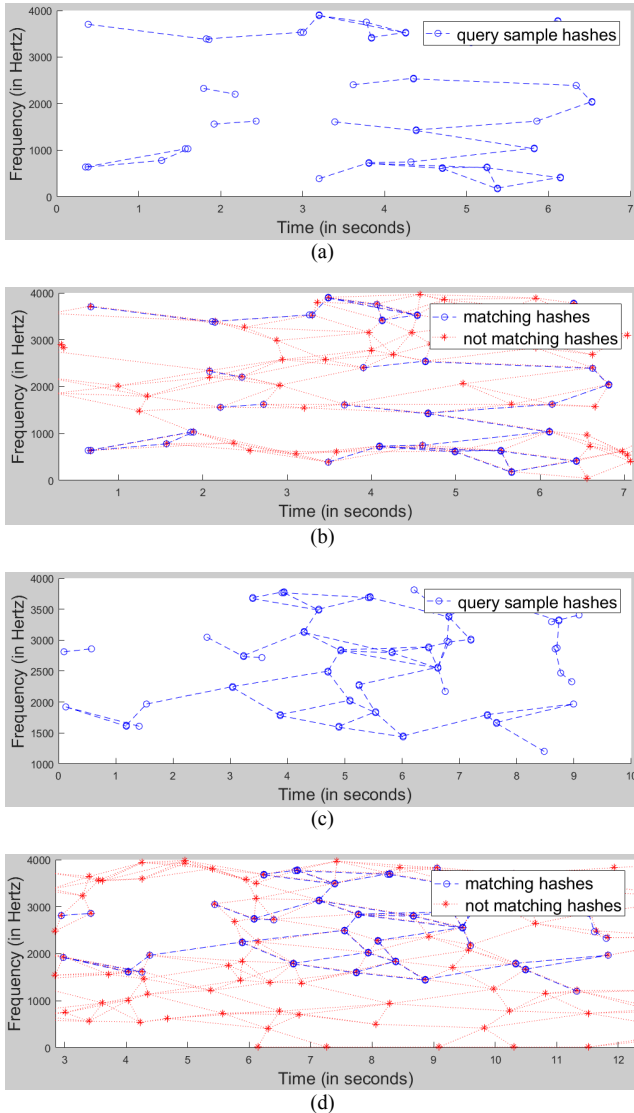 4000
3000
2000
1000
0
Frequency (in Hertz)
query sample hashes
0 1 2 3 4 5 6 7
Time (in seconds)
(a)
4000
3000
2000
1000
0
Frequency (in Hertz)
matching hashes
not matching hashes
1 2 3 4 5 6 7
Time (in seconds)
(b)
4000
3500
3000
2500
2000
1500
1000
Frequency (in Hertz)
query sample hashes
0 1 2 3 4 5 6 7 8 9 10
Time (in seconds)
(c)
4000
3000
2000
1000
0
Frequency (in Hertz)
matching hashes
not matching hashes
3 4 5 6 7 8 9 10 11 12
Time (in seconds)
(d)